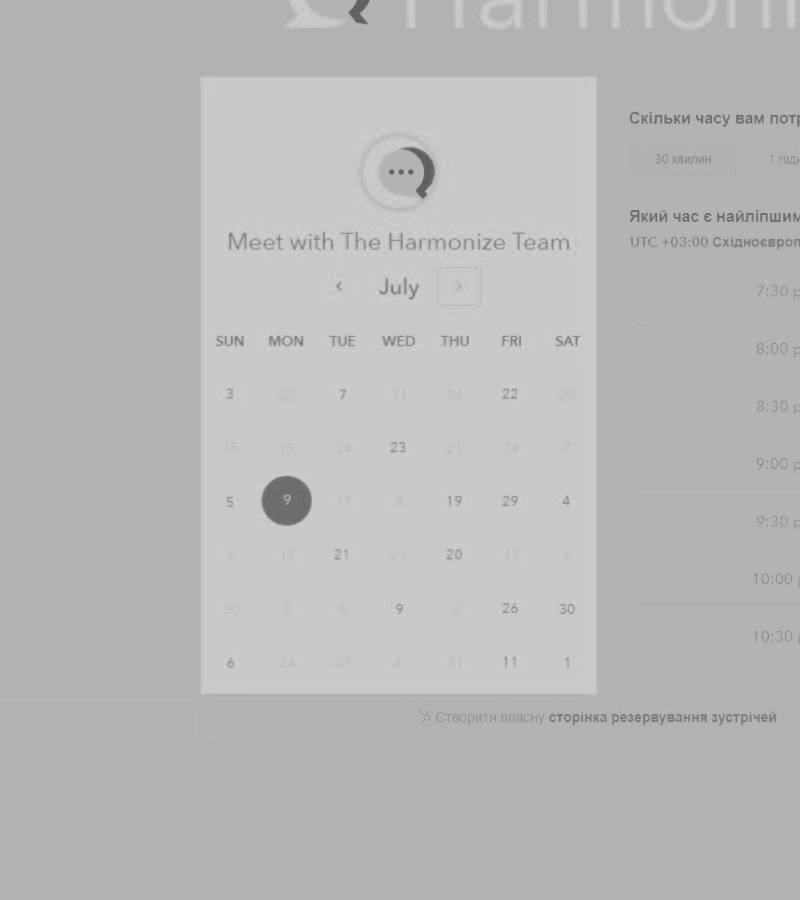 Harmoni
Meet with The Harmonize Team
July
SUN MON TUE WED THU FRI SAT
3 22 7 31 26 22 20
15 18 24 23 21 16 7
5 9 17 8 19 29 4
17 21 21 20 17
30 7 8 9 3 26 30
6 24 29 4 31 11 1
Скільки часу вам потр
30 хвилин 1 годи
Який час є найліпшим
UTC +03:00 Східноєвроп
7:30 р
8:00 р
8:30 р
9:00 р
9:30 р
10:00 р
10:30 р
Створити власну сторінка резервування зустрічей